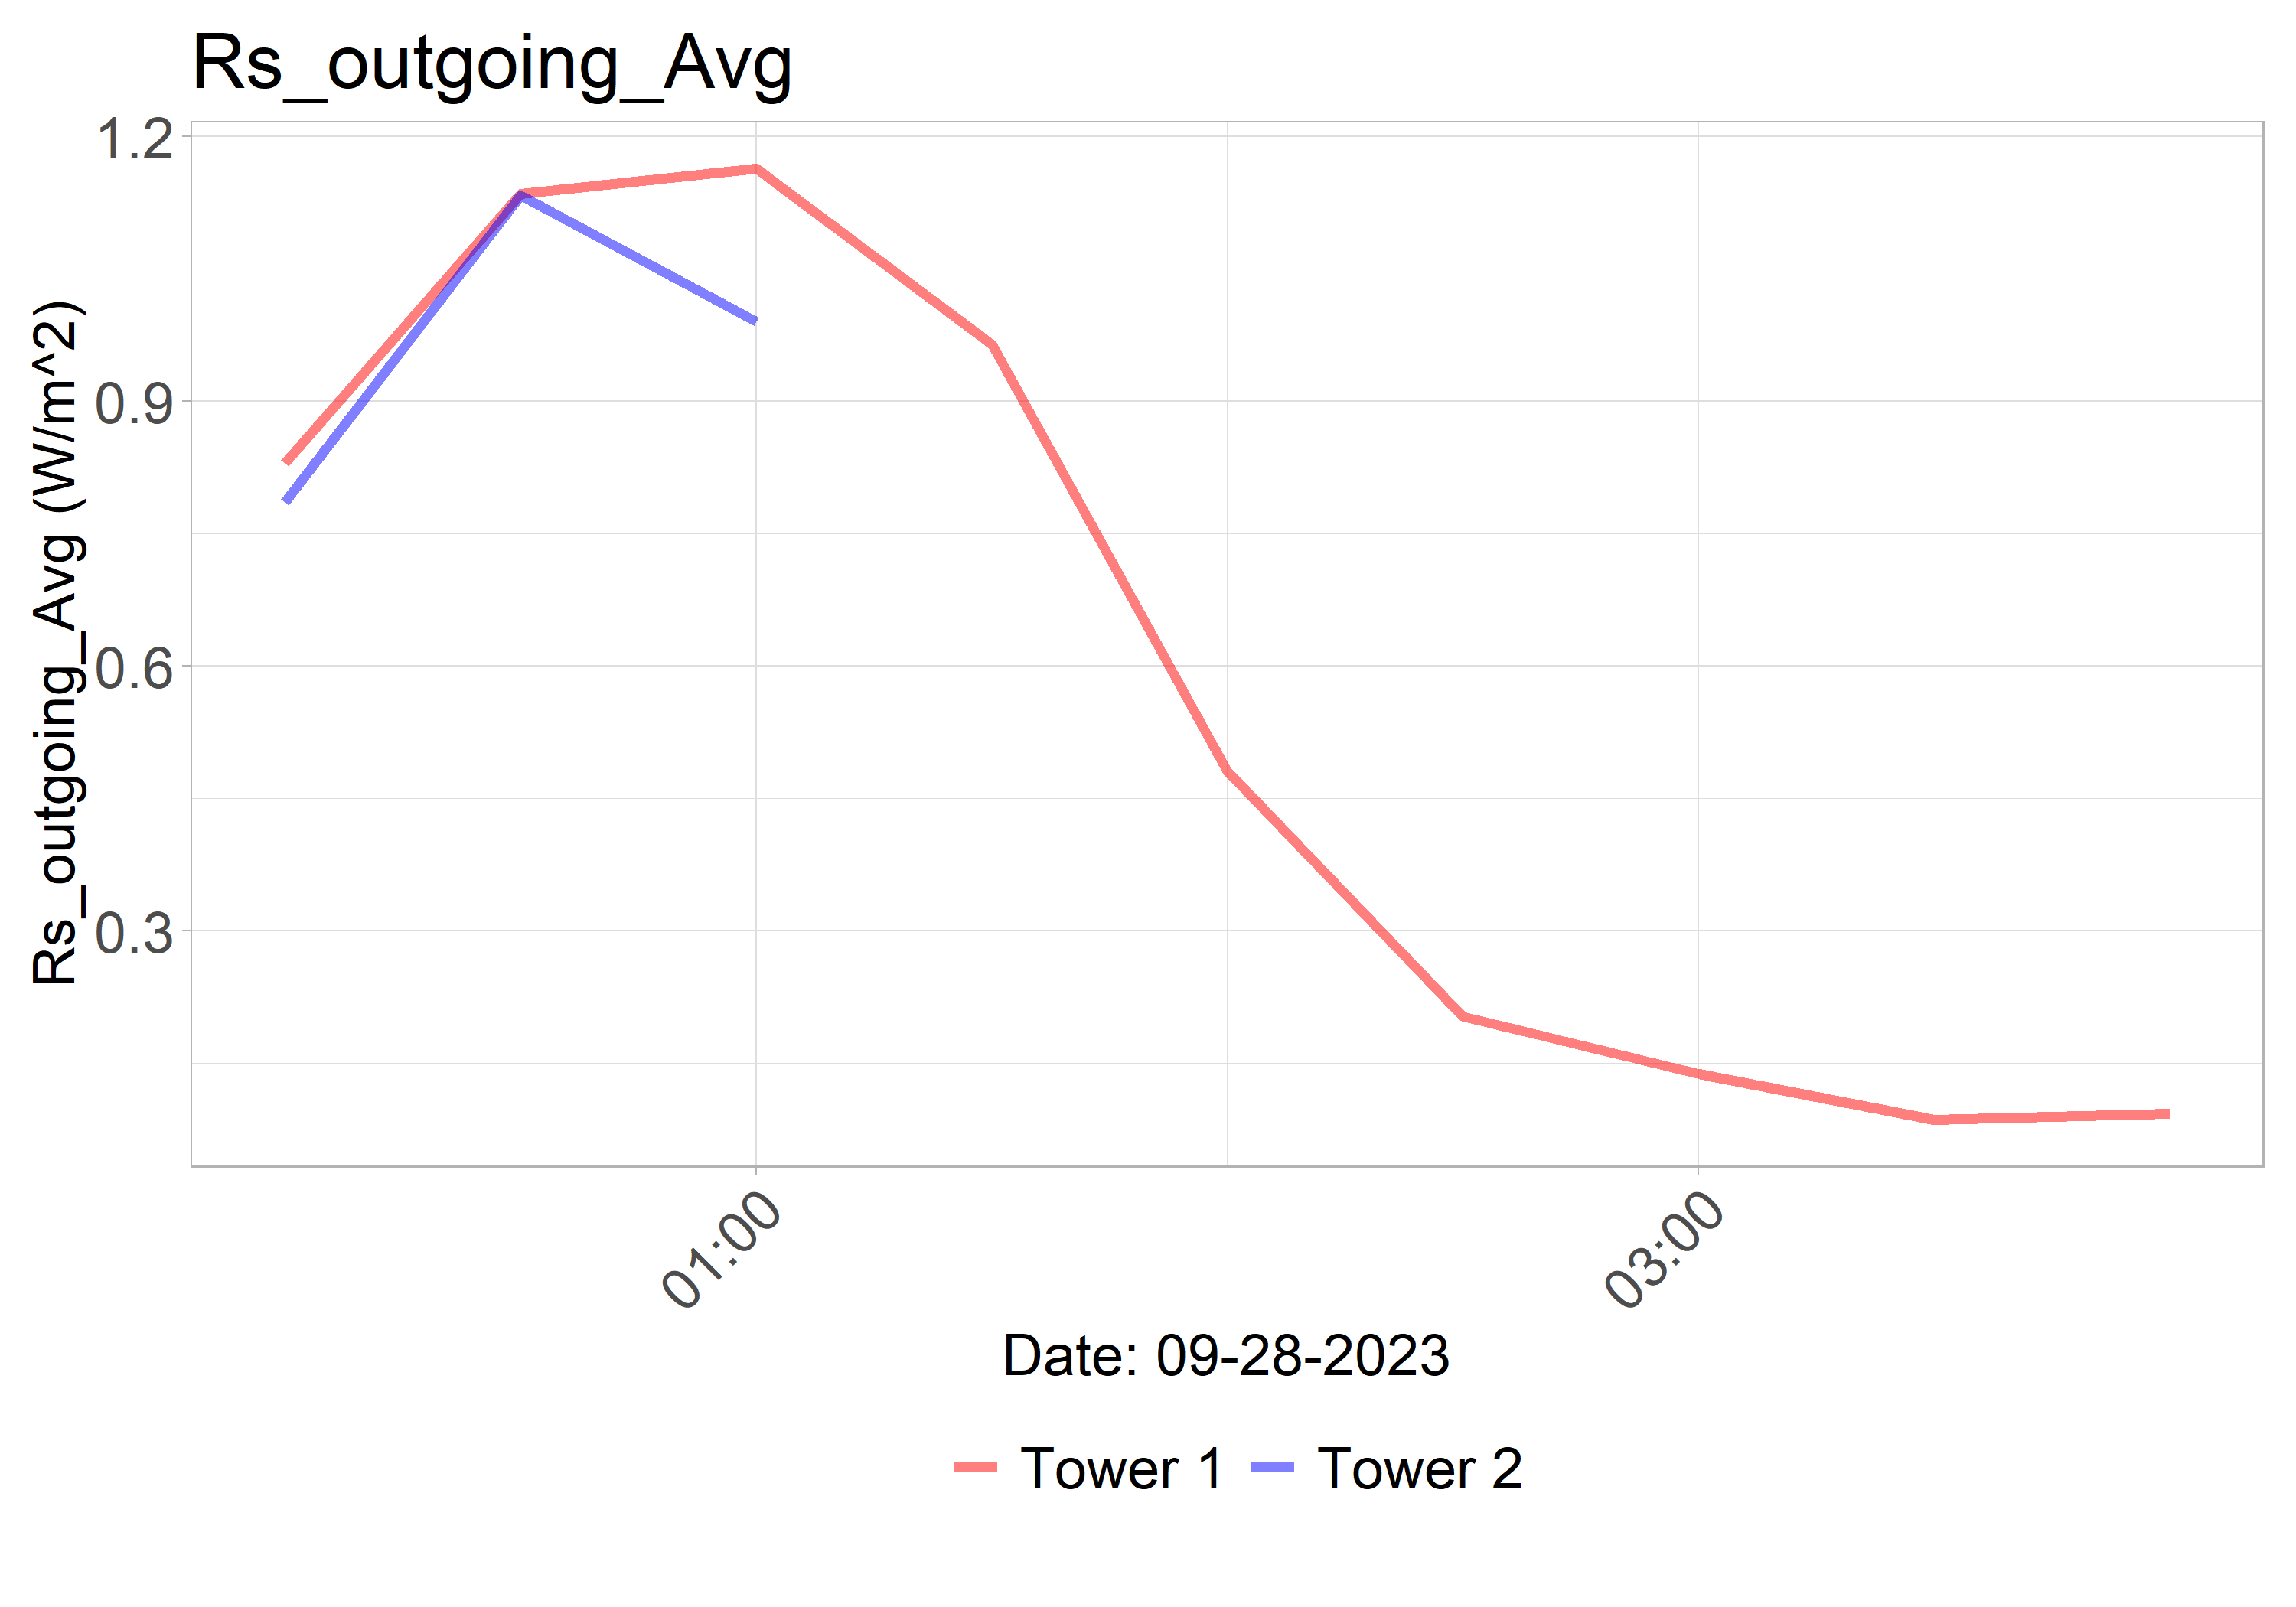 Rs_outgoing_Avg
Rs_outgoing_Avg (W/m^2)
1.2
0.9
0.6
0.3
01:00
03:00
Date: 09-28-2023
Tower 1
Tower 2